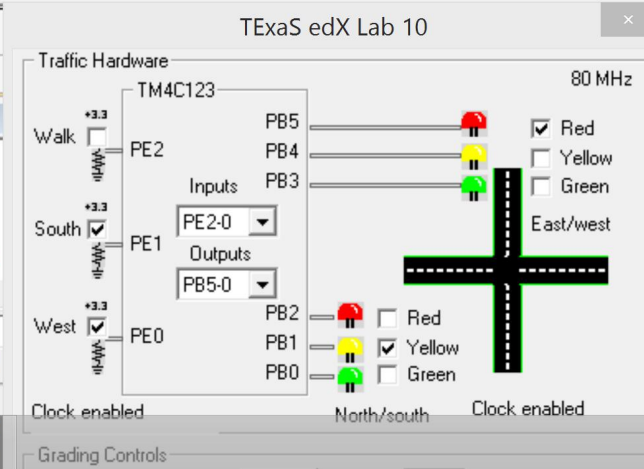 TExaS edX Lab 10
Traffic Hardware
80 MHz
TM4C123
+3.3
Walk
PE2
PB5
Red
PB4
Yellow
PB3
Green
Inputs
PE2-0
East/west
+3.3
South
PE1
Outputs
PB5-0
+3.3
West
PE0
PB2
Red
PB1
Yellow
PB0
Green
Clock enabled
North/south
Clock enabled
Grading Controls